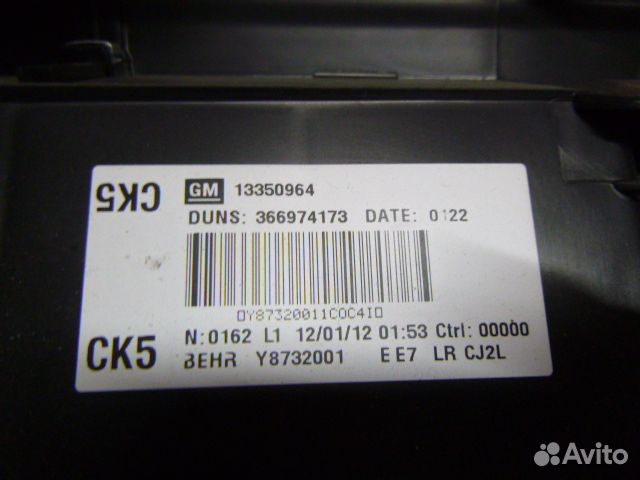 CK5
GM 13350964
DUNS: 366974173 DATE: 0122
Y87320011COC4I
CK5
N:0162 L1 12/01/12 01:53 Ctrl: 00000
BEHR Y8732001 E E7 LR CJ2L
Avito